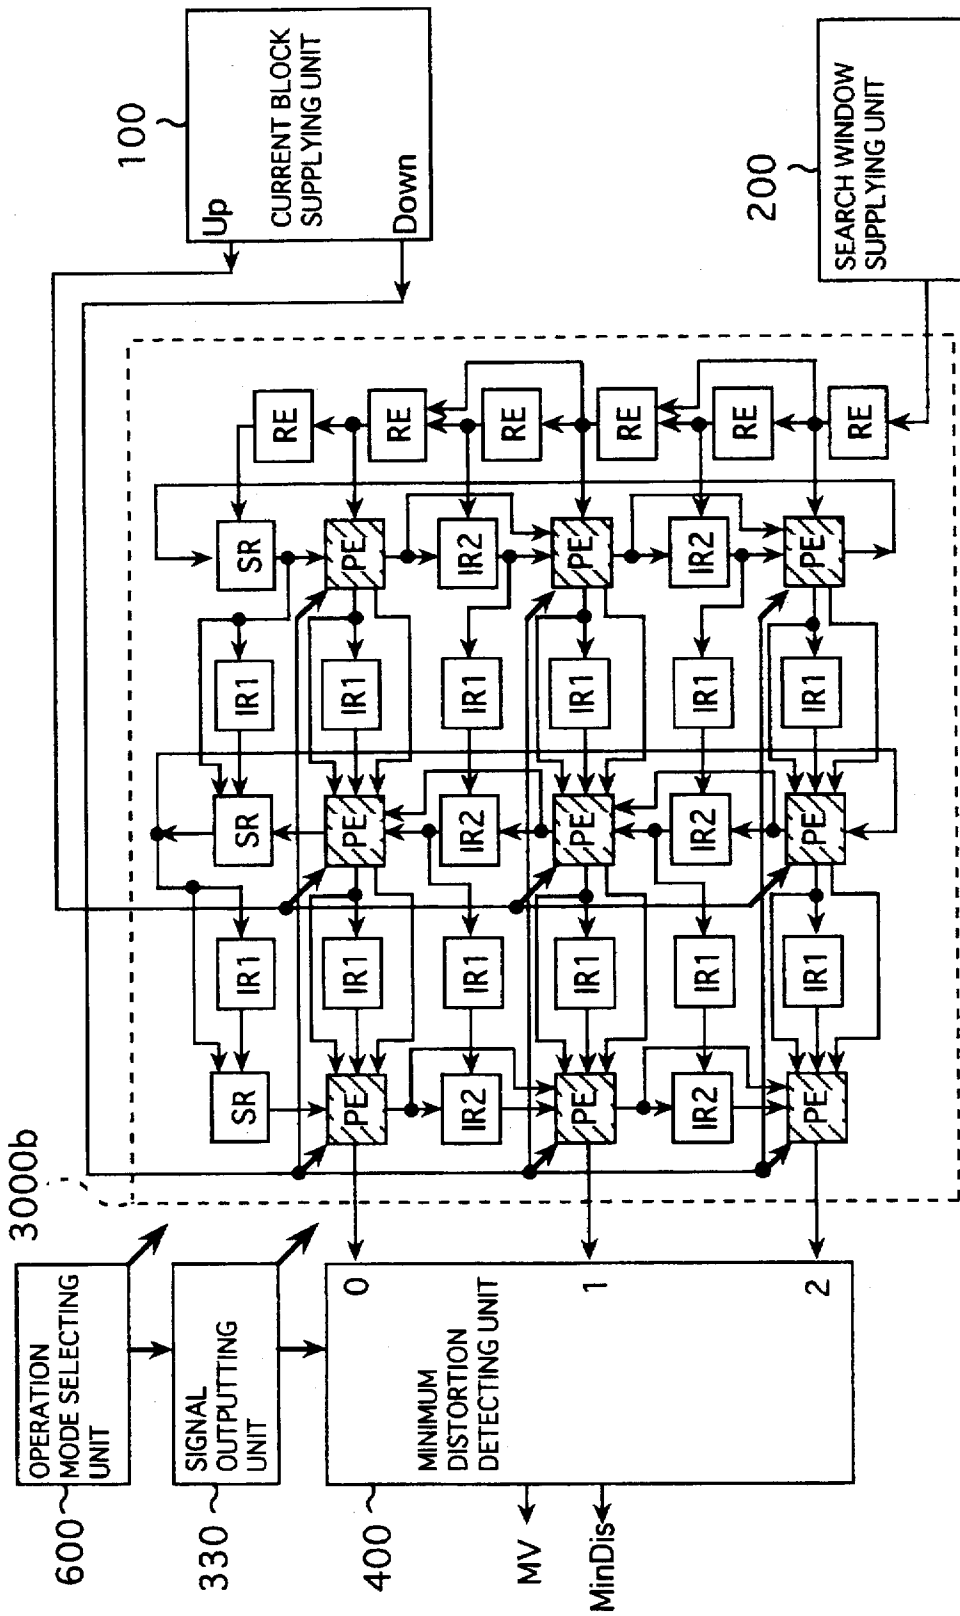 600
OPERATION
MODE SELECTING
UNIT
330
SIGNAL
OUTPUTTING
UNIT
400
MINIMUM
DISTORTION
DETECTING UNIT
0
1
2
MV
MinDis
3000b
100
Up
CURRENT BLOCK
SUPPLYING UNIT
Down
200
SEARCH WINDOW
SUPPLYING UNIT
SR
IR1
SR
IR1
SR
RE
PE
IR1
PE
IR1
PE
RE
IR2
IR1
IR2
IR1
IR2
RE
PE
IR1
PE
IR1
PE
RE
IR2
IR1
IR2
IR1
IR2
RE
PE
IR1
PE
IR1
PE
RE